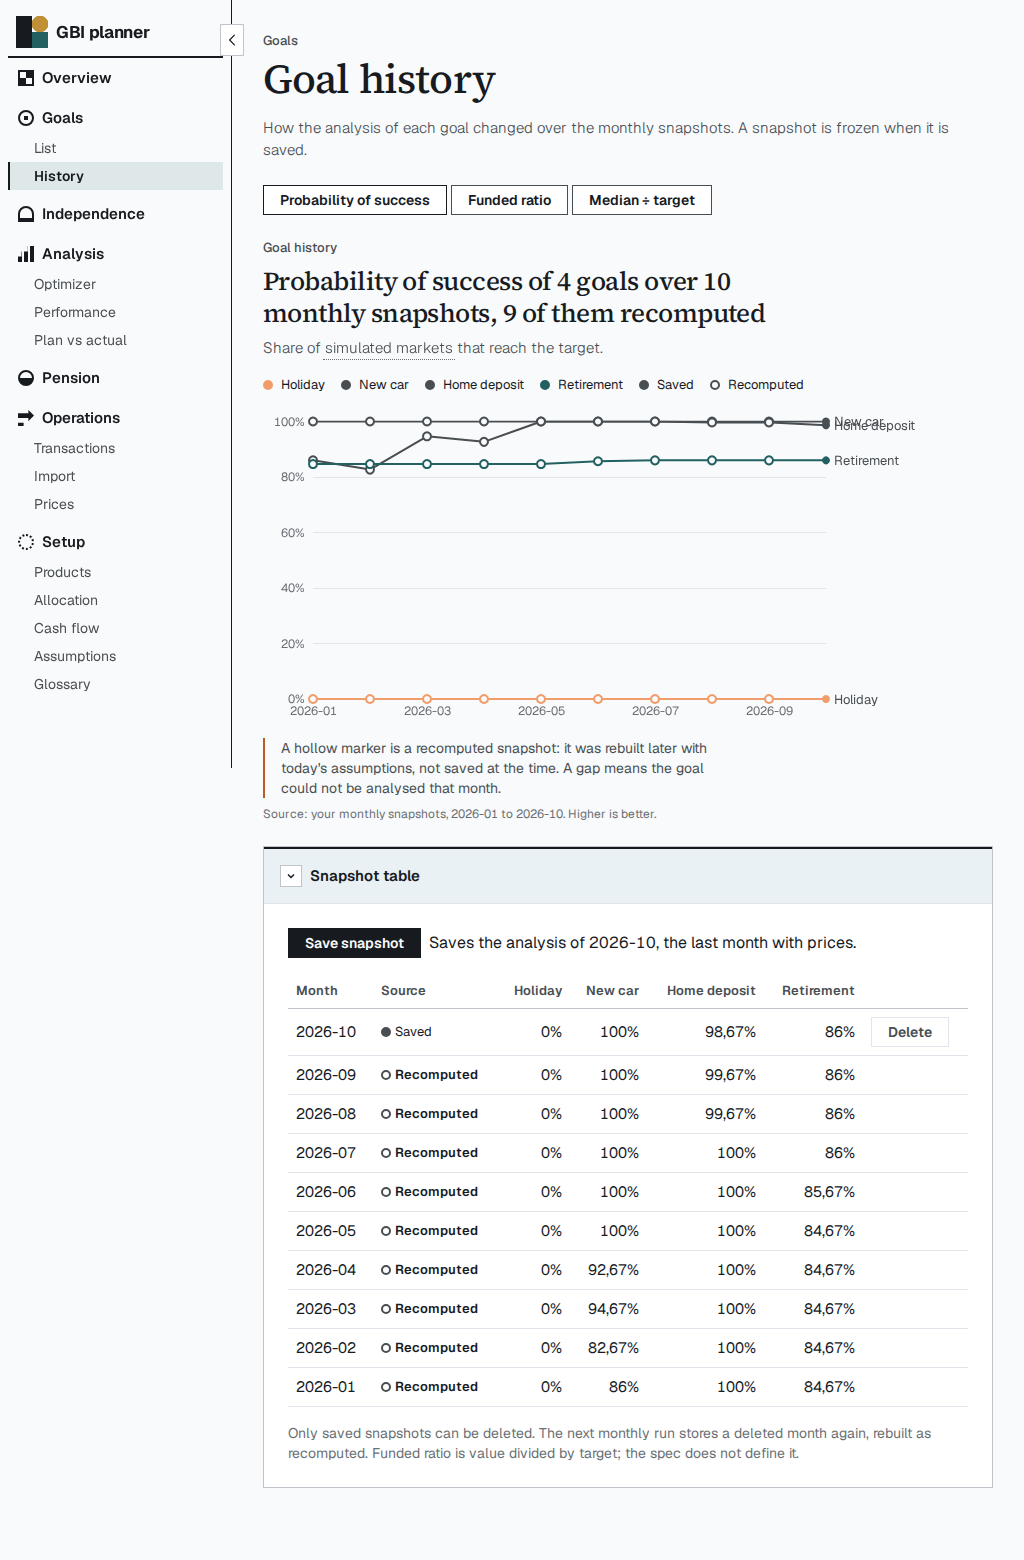 GBI planner
Overview
Goals
List
History
Independence
Analysis
Optimizer
Performance
Plan vs actual
Pension
Operations
Transactions
Import
Prices
Setup
Products
Allocation
Cash flow
Assumptions
Glossary
Goals
Goal history
How the analysis of each goal changed over the monthly snapshots. A snapshot is frozen when it is
saved.
Probability of success Funded ratio Median ÷ target
Goal history
Probability of success of 4 goals over 10
monthly snapshots, 9 of them recomputed
Share of simulated markets that reach the target.
Holiday New car Home deposit Retirement Saved Recomputed
100% New car
Home deposit
Retirement
80%
60%
40%
20%
0% Holiday
2026-01 2026-03 2026-05 2026-07 2026-09
A hollow marker is a recomputed snapshot: it was rebuilt later with
today's assumptions, not saved at the time. A gap means the goal
could not be analysed that month.
Source: your monthly snapshots, 2026-01 to 2026-10. Higher is better.
Snapshot table
Save snapshot Saves the analysis of 2026-10, the last month with prices.
Month Source Holiday New car Home deposit Retirement
2026-10 Saved 0% 100% 98,67% 86% Delete
2026-09 Recomputed 0% 100% 99,67% 86%
2026-08 Recomputed 0% 100% 99,67% 86%
2026-07 Recomputed 0% 100% 100% 86%
2026-06 Recomputed 0% 100% 100% 85,67%
2026-05 Recomputed 0% 100% 100% 84,67%
2026-04 Recomputed 0% 92,67% 100% 84,67%
2026-03 Recomputed 0% 94,67% 100% 84,67%
2026-02 Recomputed 0% 82,67% 100% 84,67%
2026-01 Recomputed 0% 86% 100% 84,67%
Only saved snapshots can be deleted. The next monthly run stores a deleted month again, rebuilt as
recomputed. Funded ratio is value divided by target; the spec does not define it.